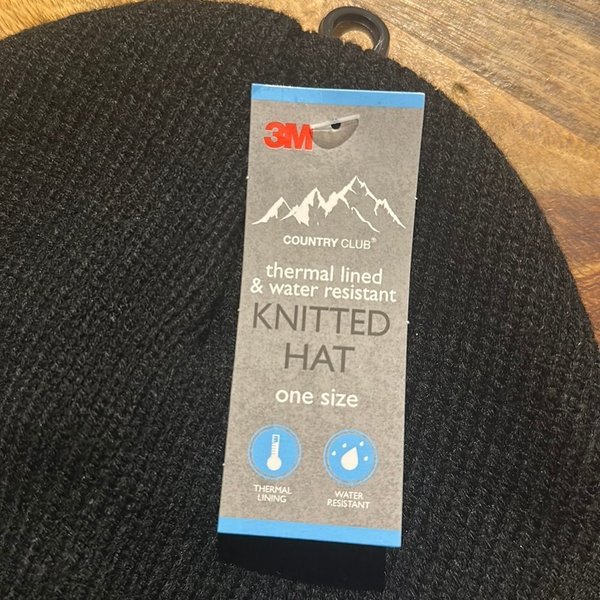 3M
COUNTRY CLUB®
thermal lined
& water resistant
KNITTED
HAT
one size
THERMAL
LINING
WATER
RESISTANT